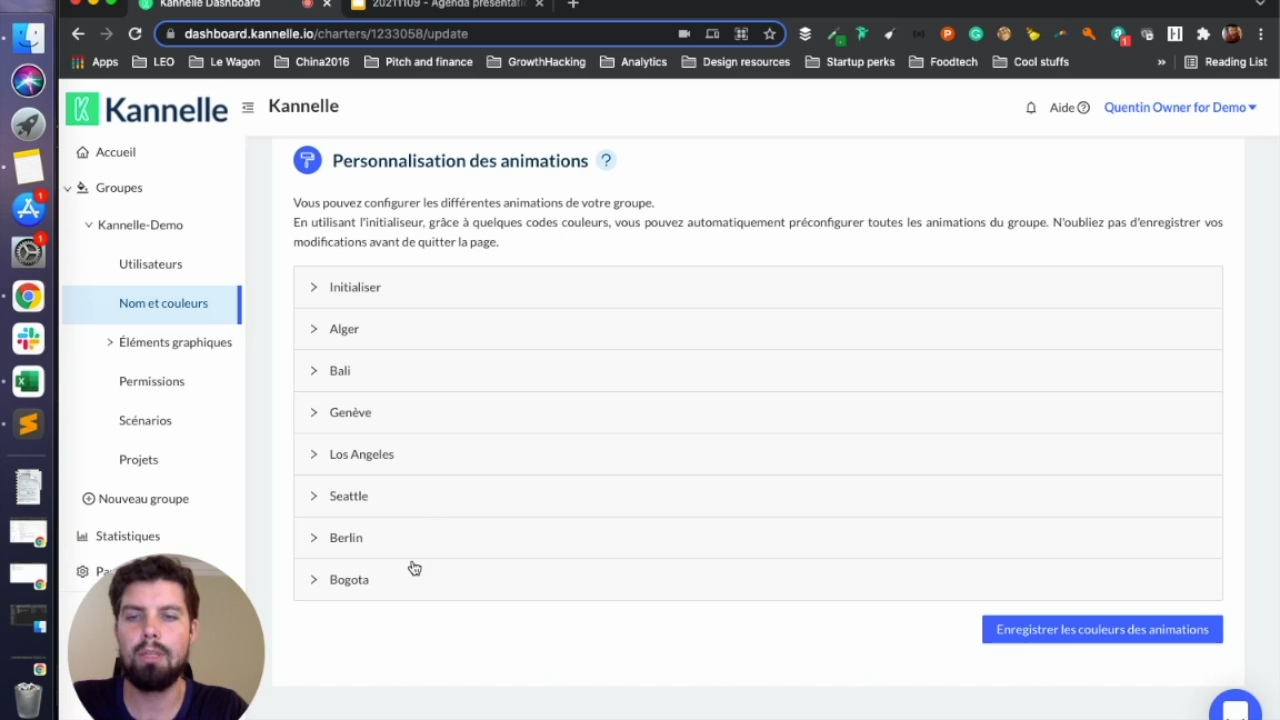 Kannelle Dashboard
20211109 - Agenda présentati
dashboard.kannelle.io/charters/1233058/update
Apps LEO Le Wagon China2016 Pitch and finance GrowthHacking Analytics Design resources Startup perks Foodtech Cool stuffs » Reading List
Kannelle
Kannelle
Aide
Quentin Owner for Demo
Accueil
Groupes
Kannelle-Demo
Utilisateurs
Nom et couleurs
Éléments graphiques
Permissions
Scénarios
Projets
Nouveau groupe
Statistiques
Personnalisation des animations ?
Vous pouvez configurer les différentes animations de votre groupe.
En utilisant l'initialiseur, grâce à quelques codes couleurs, vous pouvez automatiquement préconfigurer toutes les animations du groupe. N'oubliez pas d'enregistrer vos
modifications avant de quitter la page.
Initialiser
Alger
Bali
Genève
Los Angeles
Seattle
Berlin
Bogota
Enregistrer les couleurs des animations